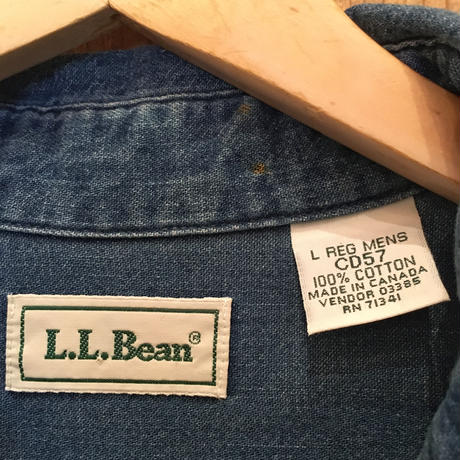 L REG MENS
CD57
100% COTTON
MADE IN CANADA
VENDOR 03385
RN 71341
L.L.Bean®